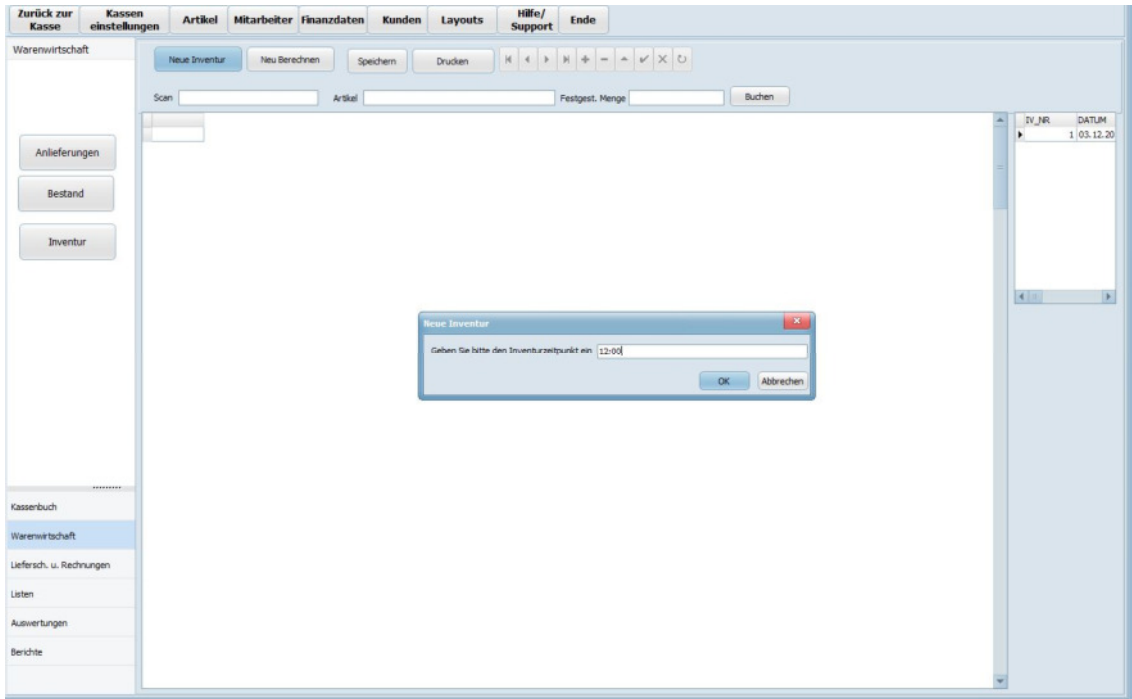 Zurück zur Kasse
Kassen einstellungen
Artikel
Mitarbeiter
Finanzdaten
Kunden
Layouts
Hilfe/ Support
Ende
Warenwirtschaft
Neue Inventur
Neu Berechnen
Speichern
Drucken
Scan
Artikel
Festgest. Menge
Buchen
IV_NR
DATUM
1
03.12.20
Anlieferungen
Bestand
Inventur
Neue Inventur
Geben Sie bitte den Inventurzeitpunkt ein
12:00
OK
Abbrechen
Kassenbuch
Warenwirtschaft
Liefersch. u. Rechnungen
Listen
Auswertungen
Berichte